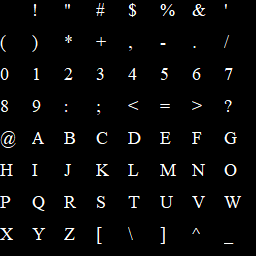 ! " # $ % & '
( ) * + , - . /
0 1 2 3 4 5 6 7
8 9 : ; < = > ?
@ A B C D E F G
H I J K L M N O
P Q R S T U V W
X Y Z [ \ ] ^ _